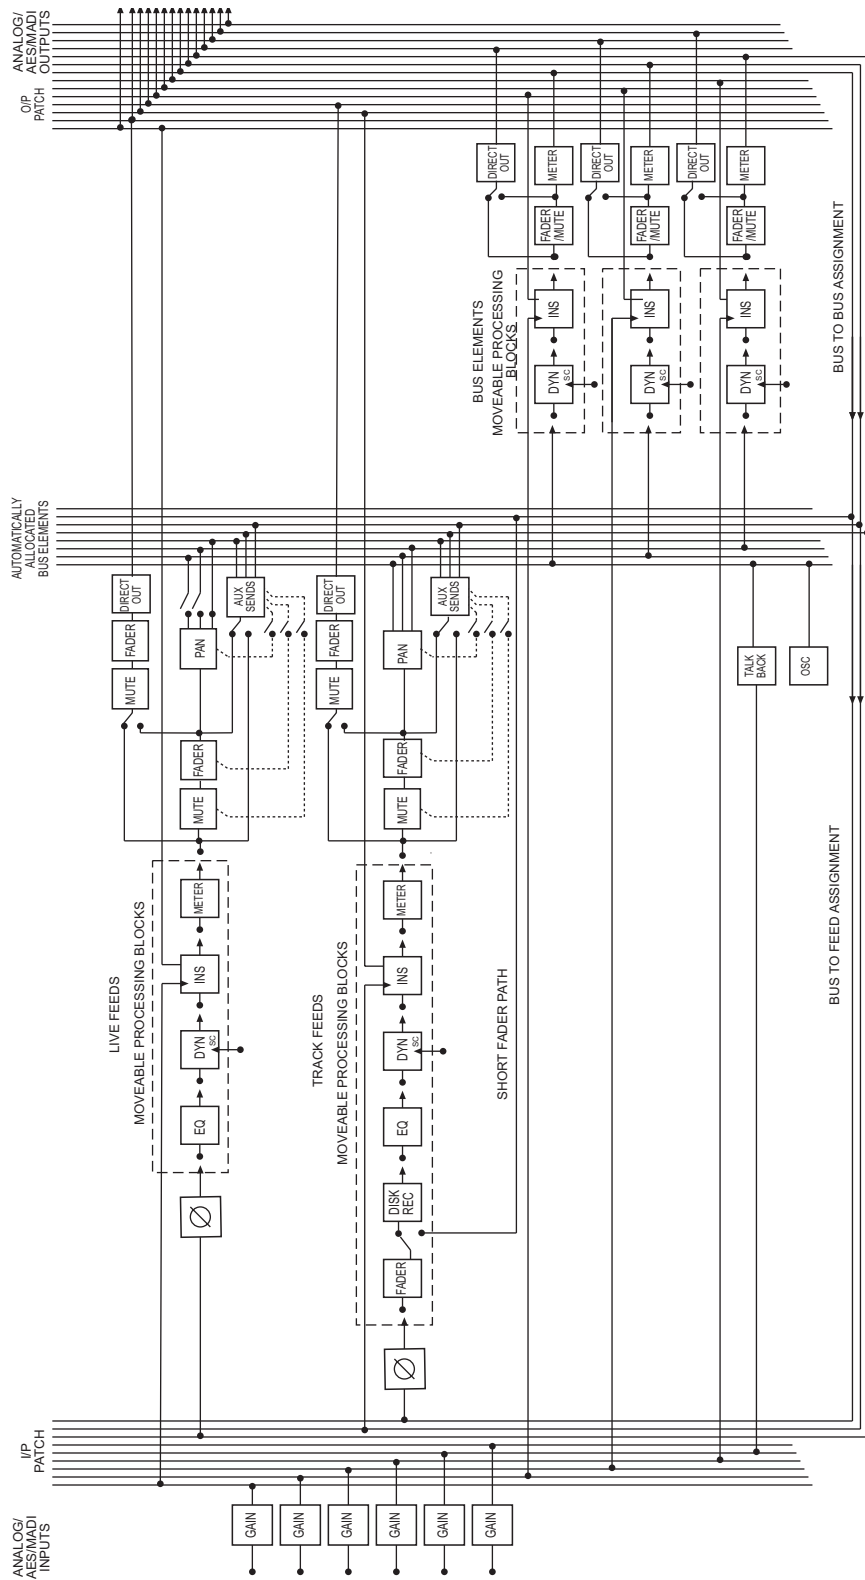 ANALOG/
AES/MADI
INPUTS
I/P
PATCH
GAIN
GAIN
GAIN
GAIN
GAIN
GAIN
LIVE FEEDS
MOVEABLE PROCESSING BLOCKS
Ø
EQ
DYN
SC
INS
METER
MUTE
FADER
PAN
AUX
SENDS
MUTE
FADER
DIRECT
OUT
TRACK FEEDS
MOVEABLE PROCESSING BLOCKS
Ø
FADER
DISK
REC
EQ
DYN
SC
INS
METER
MUTE
FADER
PAN
AUX
SENDS
MUTE
FADER
DIRECT
OUT
SHORT FADER PATH
AUTOMATICALLY
ALLOCATED
BUS ELEMENTS
TALK
BACK
OSC
BUS ELEMENTS
MOVEABLE PROCESSING
BLOCKS
DYN
SC
INS
FADER
/MUTE
METER
DIRECT
OUT
DYN
SC
INS
FADER
/MUTE
METER
DIRECT
OUT
DYN
SC
INS
FADER
/MUTE
METER
DIRECT
OUT
BUS TO FEED ASSIGNMENT
BUS TO BUS ASSIGNMENT
O/P
PATCH
ANALOG/
AES/MADI
OUTPUTS